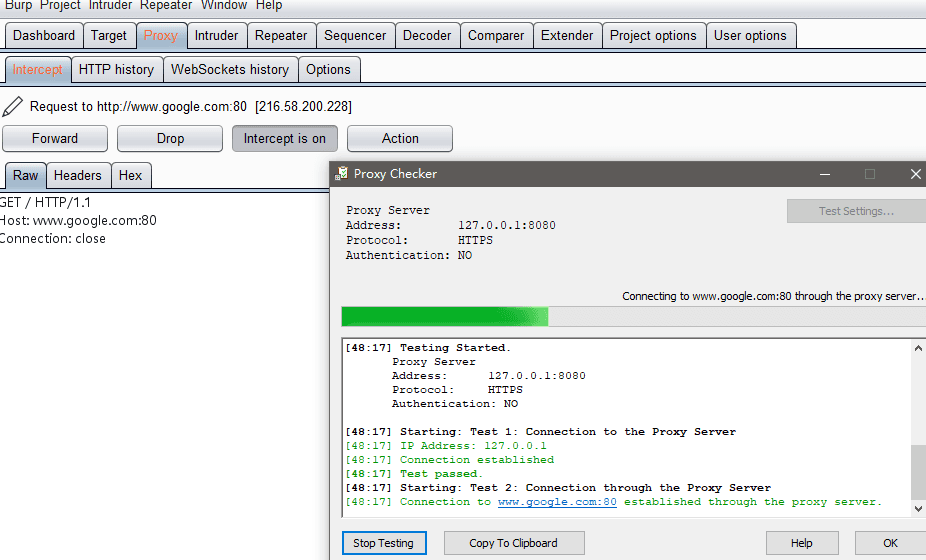 Burp Project Intruder Repeater Window Help
Dashboard Target Proxy Intruder Repeater Sequencer Decoder Comparer Extender Project options User options
Intercept HTTP history WebSockets history Options
Request to http://www.google.com:80 [216.58.200.228]
Forward Drop Intercept is on Action
Raw Headers Hex
GET / HTTP/1.1
Host: www.google.com:80
Connection: close
Proxy Checker
Proxy Server
Address: 127.0.0.1:8080
Protocol: HTTPS
Authentication: NO
Test Settings...
Connecting to www.google.com:80 through the proxy server...
[48:17] Testing Started.
Proxy Server
Address: 127.0.0.1:8080
Protocol: HTTPS
Authentication: NO
[48:17] Starting: Test 1: Connection to the Proxy Server
[48:17] IP Address: 127.0.0.1
[48:17] Connection established
[48:17] Test passed.
[48:17] Starting: Test 2: Connection through the Proxy Server
[48:17] Connection to www.google.com:80 established through the proxy server.
Stop Testing Copy To Clipboard Help OK